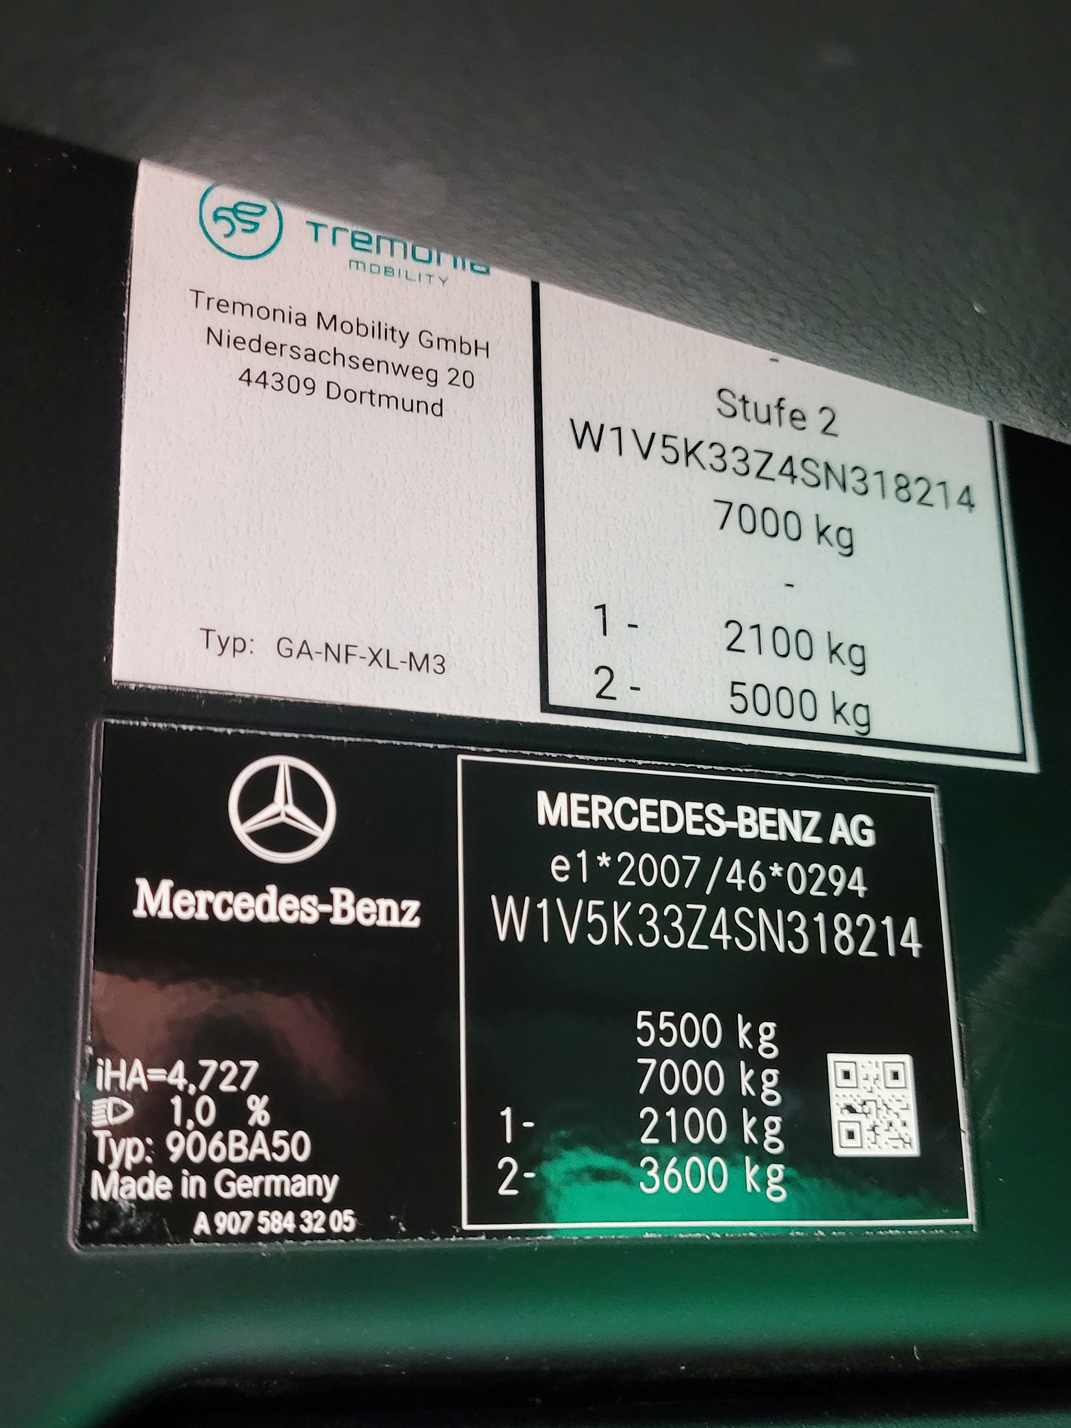 Tremonia
MOBILITY
Tremonia Mobility GmbH
Niedersachsenweg 20
44309 Dortmund
Typ: GA-NF-XL-M3
-
Stufe 2
W1V5K33Z4SN318214
7000 kg
-
1 - 2100 kg
2 - 5000 kg
Mercedes-Benz
iHA=4,727
1,0 %
Typ: 906BA50
Made in Germany
A 907 584 32 05
MERCEDES-BENZ AG
e1*2007/46*0294
W1V5K33Z4SN318214
5500 kg
7000 kg
1- 2100 kg
2- 3600 kg